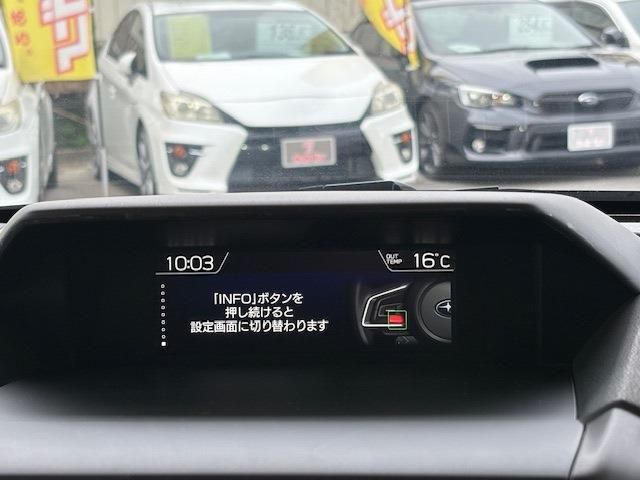 10:03
OUT
TEMP
16°C
「INFO」ボタンを
押し続けると
設定画面に切り替わります